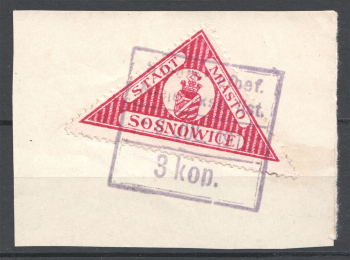 STADT MIASTO
SOSNOWICE
3 kop.